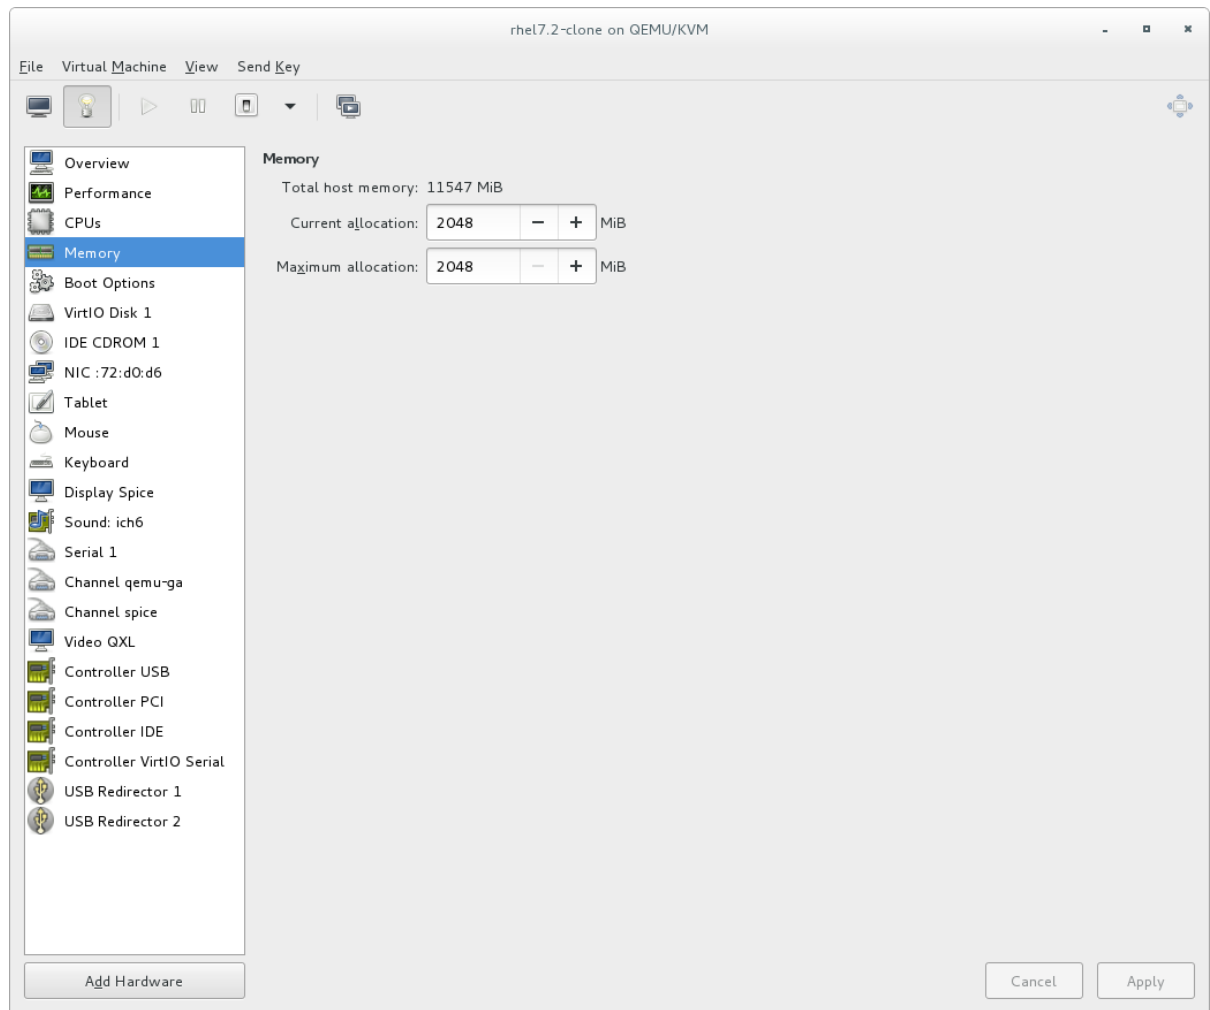 rhel7.2-clone on QEMU/KVM
File Virtual Machine View Send Key
Overview
Performance
CPUs
Memory
Boot Options
VirtIO Disk 1
IDE CDROM 1
NIC :72:d0:d6
Tablet
Mouse
Keyboard
Display Spice
Sound: ich6
Serial 1
Channel qemu-ga
Channel spice
Video QXL
Controller USB
Controller PCI
Controller IDE
Controller VirtIO Serial
USB Redirector 1
USB Redirector 2
Add Hardware
Memory
Total host memory: 11547 MiB
Current allocation: 2048 − + MiB
Maximum allocation: 2048 − + MiB
Cancel Apply